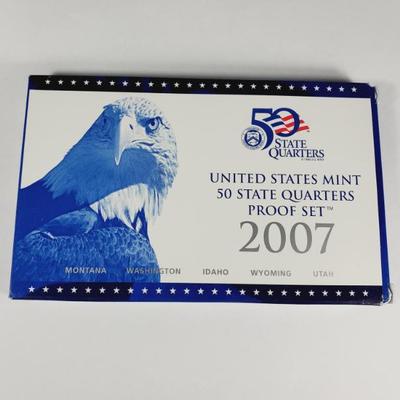 50
STATE
QUARTERS
UNITED STATES MINT
50 STATE QUARTERS
PROOF SET™
2007
MONTANA WASHINGTON IDAHO WYOMING UTAH